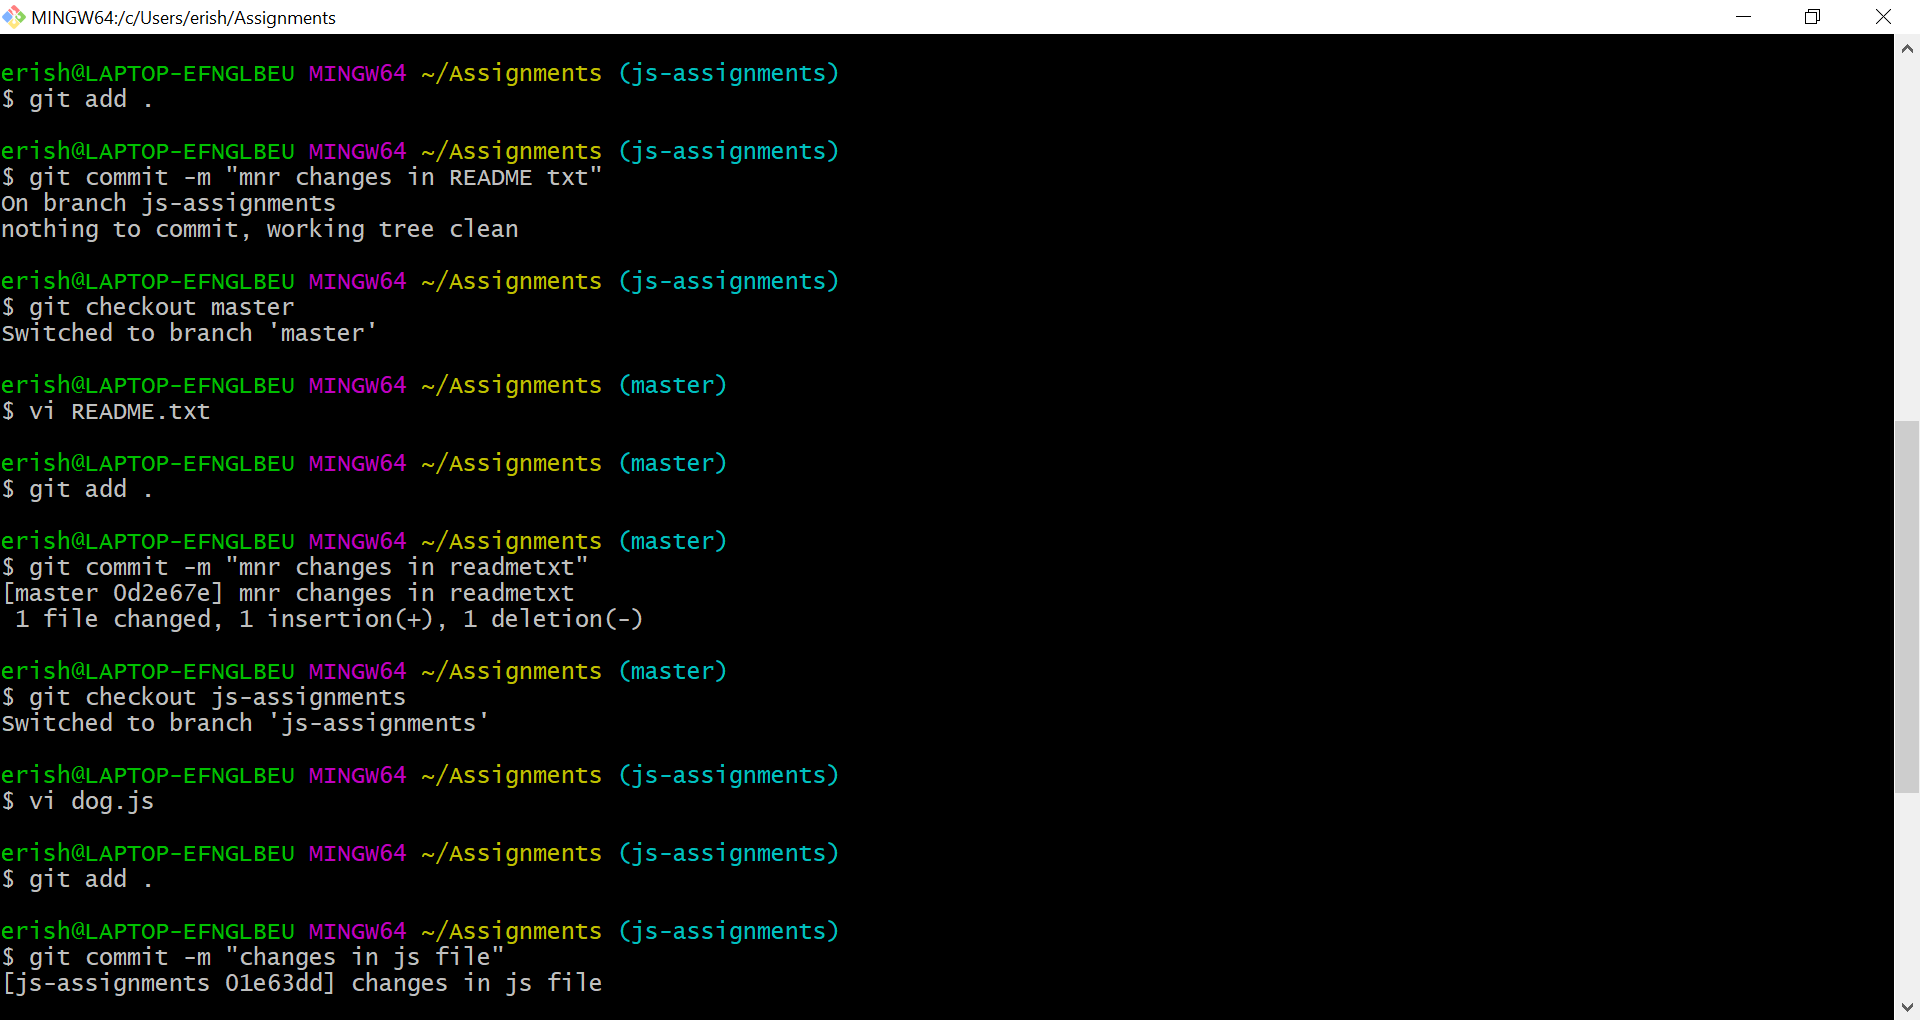 MINGW64:/c/Users/erish/Assignments
erish@LAPTOP-EFNGLBEU MINGW64 ~/Assignments (js-assignments)
$ git add .
erish@LAPTOP-EFNGLBEU MINGW64 ~/Assignments (js-assignments)
$ git commit -m "mnr changes in README txt"
On branch js-assignments
nothing to commit, working tree clean
erish@LAPTOP-EFNGLBEU MINGW64 ~/Assignments (js-assignments)
$ git checkout master
Switched to branch 'master'
erish@LAPTOP-EFNGLBEU MINGW64 ~/Assignments (master)
$ vi README.txt
erish@LAPTOP-EFNGLBEU MINGW64 ~/Assignments (master)
$ git add .
erish@LAPTOP-EFNGLBEU MINGW64 ~/Assignments (master)
$ git commit -m "mnr changes in readmetxt"
[master 0d2e67e] mnr changes in readmetxt
 1 file changed, 1 insertion(+), 1 deletion(-)
erish@LAPTOP-EFNGLBEU MINGW64 ~/Assignments (master)
$ git checkout js-assignments
Switched to branch 'js-assignments'
erish@LAPTOP-EFNGLBEU MINGW64 ~/Assignments (js-assignments)
$ vi dog.js
erish@LAPTOP-EFNGLBEU MINGW64 ~/Assignments (js-assignments)
$ git add .
erish@LAPTOP-EFNGLBEU MINGW64 ~/Assignments (js-assignments)
$ git commit -m "changes in js file"
[js-assignments 01e63dd] changes in js file